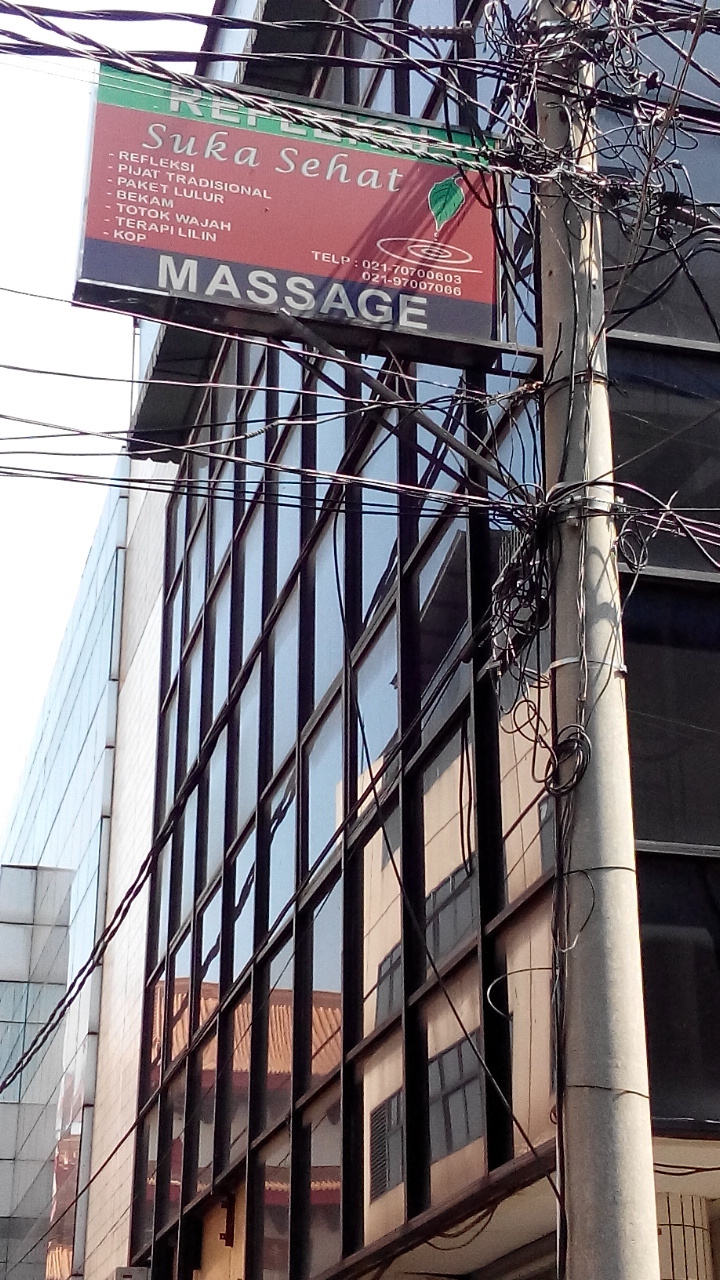 REFLEKSI
Suka Sehat
- REFLEKSI
- PIJAT TRADISIONAL
- PAKET LULUR
- BEKAM
- TOTOK WAJAH
- TERAPI LILIN
- KOP
TELP : 021-70700603
021-97007066
MASSAGE